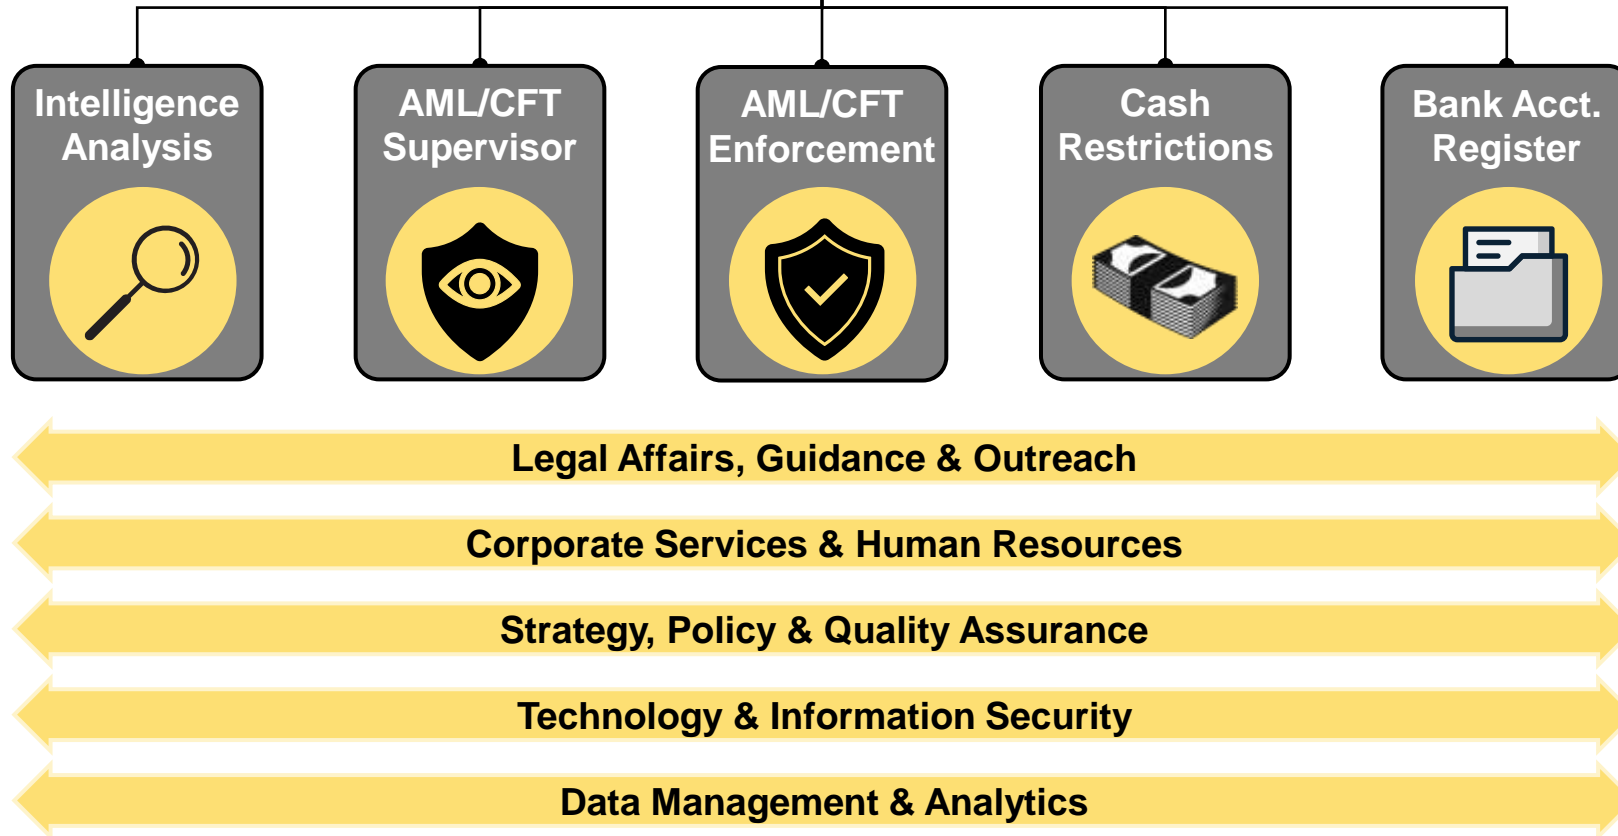 Intelligence
Analysis
AML/CFT
Supervisor
AML/CFT
Enforcement
Cash
Restrictions
Bank Acct.
Register
Legal Affairs, Guidance & Outreach
Corporate Services & Human Resources
Strategy, Policy & Quality Assurance
Technology & Information Security
Data Management & Analytics